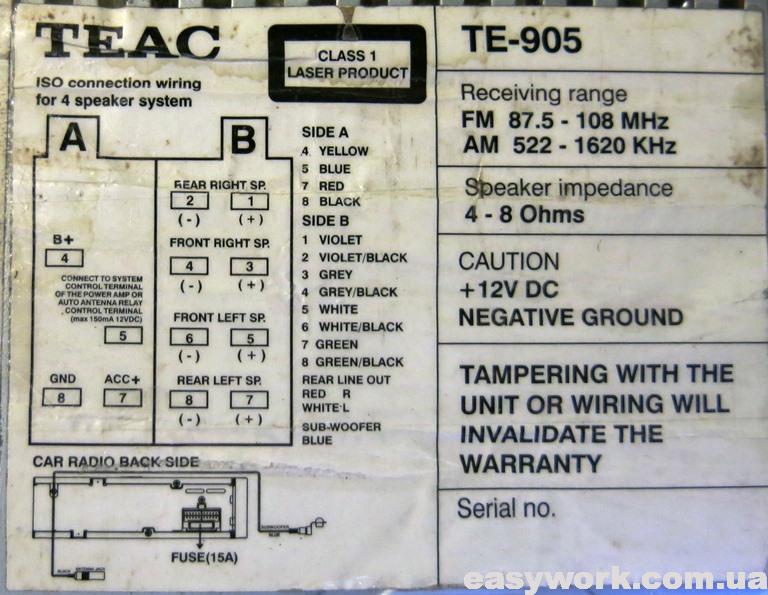 TEAC
ISO connection wiring
for 4 speaker system
CLASS 1
LASER PRODUCT
A
B
REAR RIGHT SP.
2 1
(-) (+)
FRONT RIGHT SP.
4 3
(-) (+)
FRONT LEFT SP.
6 5
(-) (+)
REAR LEFT SP.
8 7
(-) (+)
B+
4
CONNECT TO SYSTEM
CONTROL TERMINAL
OF THE POWER AMP OR
AUTO ANTENNA RELAY
CONTROL TERMINAL
(max 150mA 12VDC)
5
GND ACC+
8 7
SIDE A
4 YELLOW
5 BLUE
7 RED
8 BLACK
SIDE B
1 VIOLET
2 VIOLET/BLACK
3 GREY
4 GREY/BLACK
5 WHITE
6 WHITE/BLACK
7 GREEN
8 GREEN/BLACK
REAR LINE OUT
RED R
WHITE L
SUB-WOOFER
BLUE
CAR RADIO BACK SIDE
SUBWOOFER
BLUE
FUSE(15A)
BLACK
ANTENNA JACK
TE-905
Receiving range
FM 87.5 - 108 MHz
AM 522 - 1620 KHz
Speaker impedance
4 - 8 Ohms
CAUTION
+12V DC
NEGATIVE GROUND
TAMPERING WITH THE
UNIT OR WIRING WILL
INVALIDATE THE
WARRANTY
Serial no.
easywork.com.ua